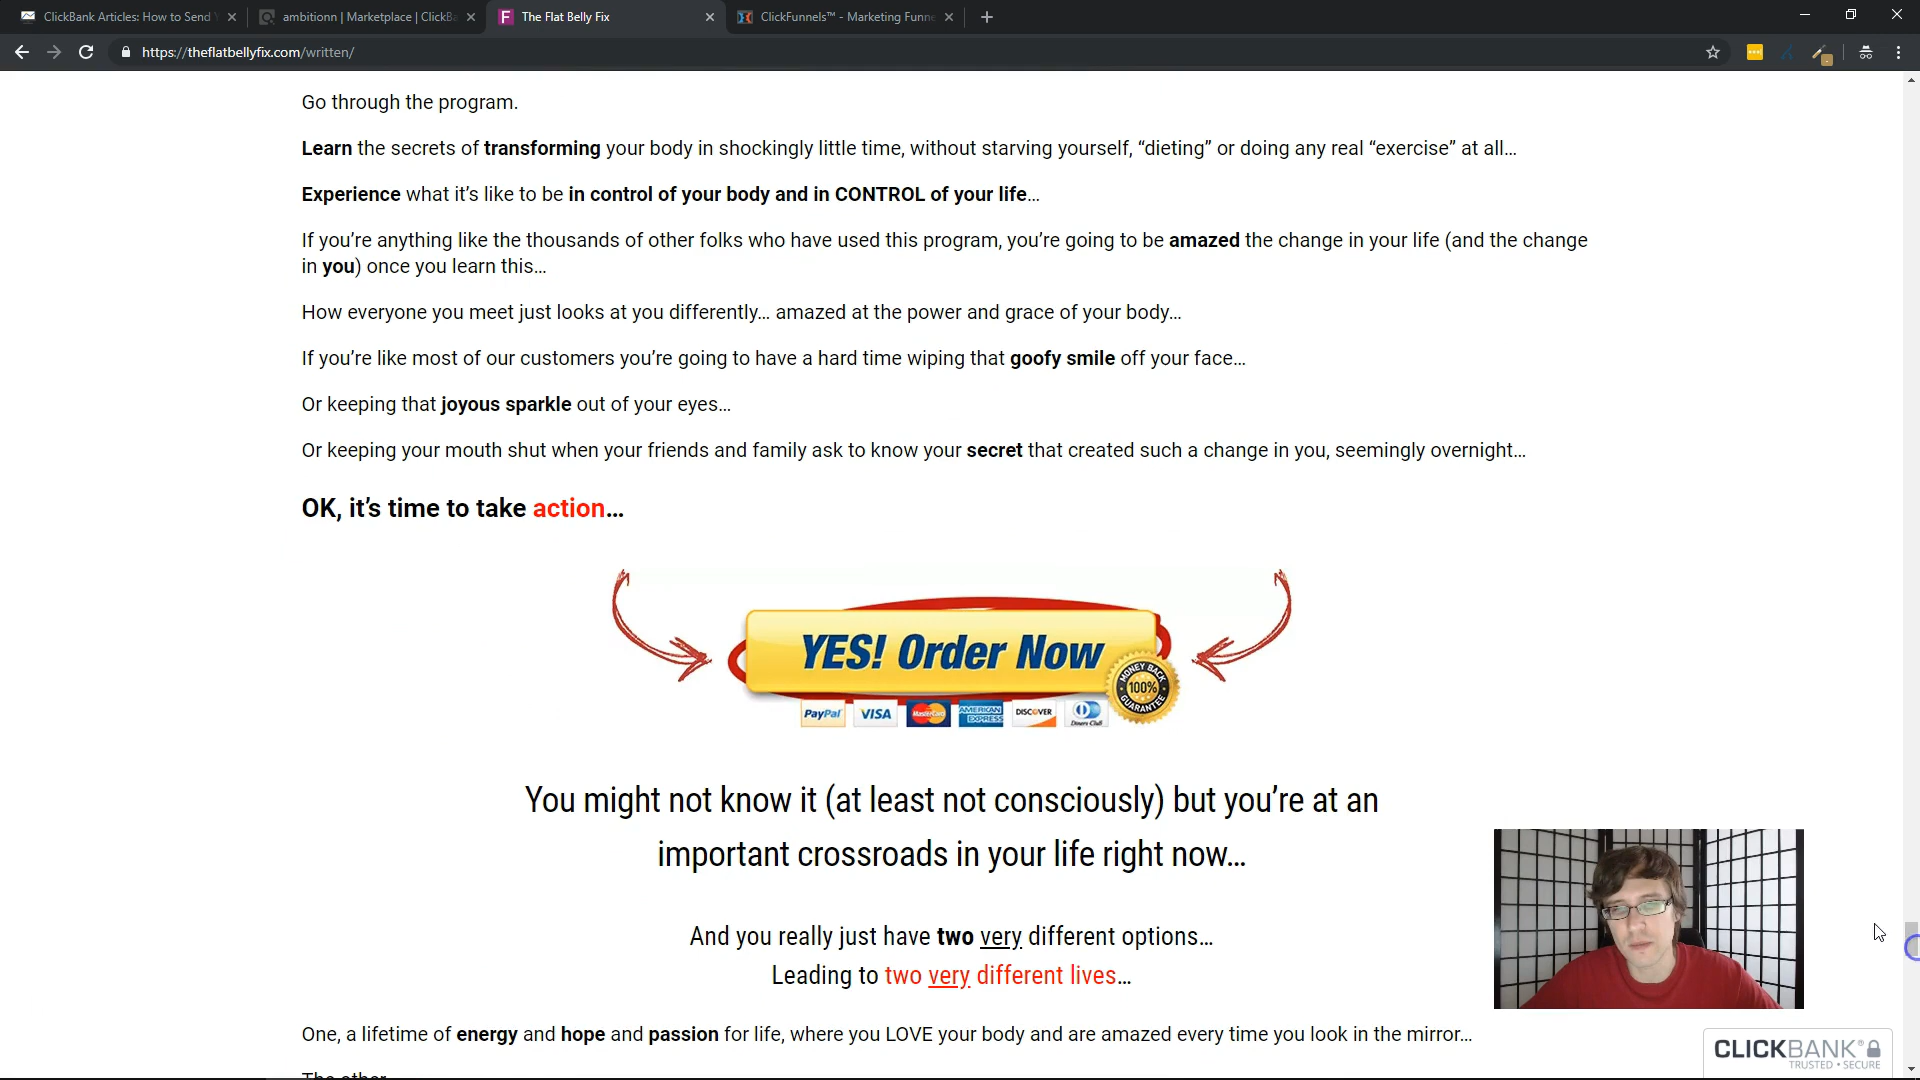 ClickBank Articles: How to Send Y
ambitionn | Marketplace | ClickBa
The Flat Belly Fix
ClickFunnels™ - Marketing Funne
https://theflatbellyfix.com/written/
Go through the program.
Learn the secrets of transforming your body in shockingly little time, without starving yourself, “dieting” or doing any real “exercise” at all…
Experience what it’s like to be in control of your body and in CONTROL of your life…
If you’re anything like the thousands of other folks who have used this program, you’re going to be amazed the change in your life (and the change
in you) once you learn this…
How everyone you meet just looks at you differently… amazed at the power and grace of your body…
If you’re like most of our customers you’re going to have a hard time wiping that goofy smile off your face…
Or keeping that joyous sparkle out of your eyes…
Or keeping your mouth shut when your friends and family ask to know your secret that created such a change in you, seemingly overnight…
OK, it’s time to take action…
YES! Order Now
MONEY BACK
100%
GUARANTEE
PayPal VISA MasterCard AMERICAN EXPRESS DISCOVER Diners Club
You might not know it (at least not consciously) but you’re at an
important crossroads in your life right now…
And you really just have two very different options…
Leading to two very different lives…
One, a lifetime of energy and hope and passion for life, where you LOVE your body and are amazed every time you look in the mirror…
CLICKBANK®
TRUSTED • SECURE